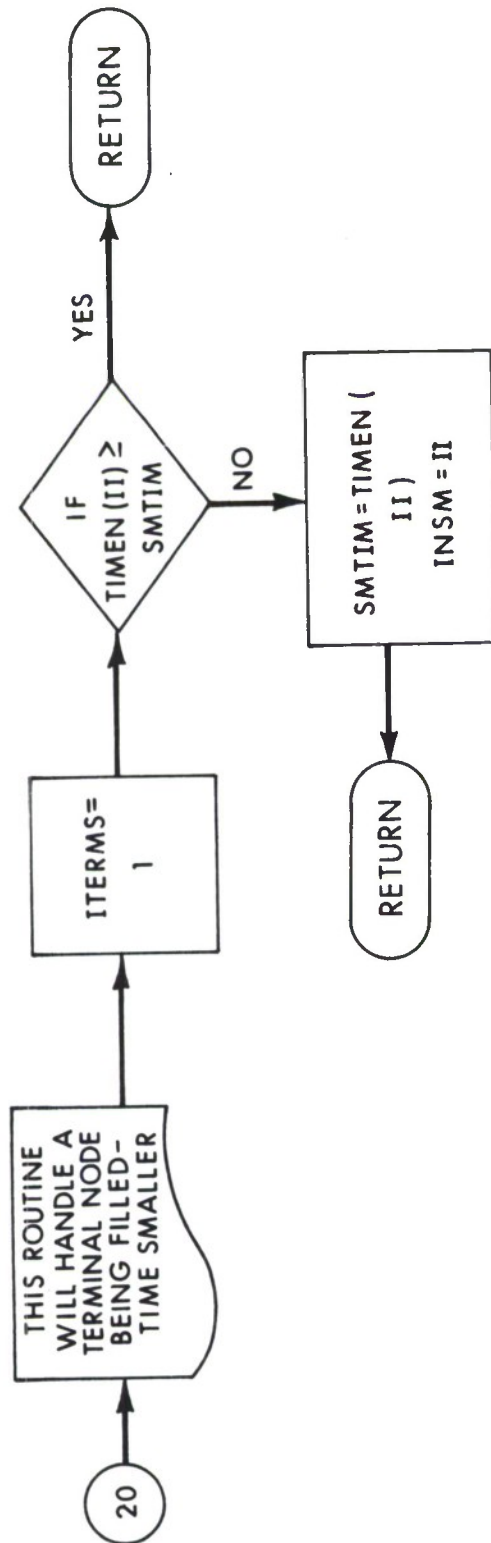 20
THIS ROUTINE
WILL HANDLE A
TERMINAL NODE
BEING FILLED-
TIME SMALLER
ITERMS=
1
IF
TIMEN (II) ≥
SMTIM
YES
RETURN
NO
SMTIM=TIMEN (
II)
INSM = II
RETURN